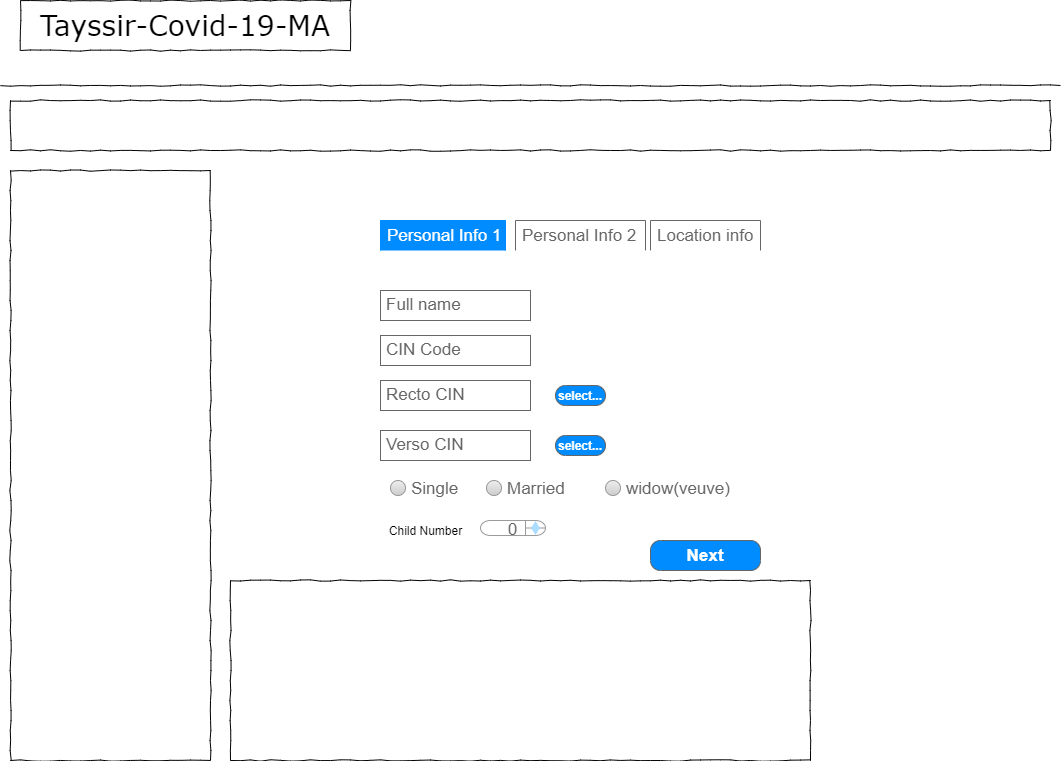 Tayssir-Covid-19-MA
Personal Info 1 Personal Info 2 Location info
Full name
CIN Code
Recto CIN select...
Verso CIN select...
Single Married widow(veuve)
Child Number 0
Next